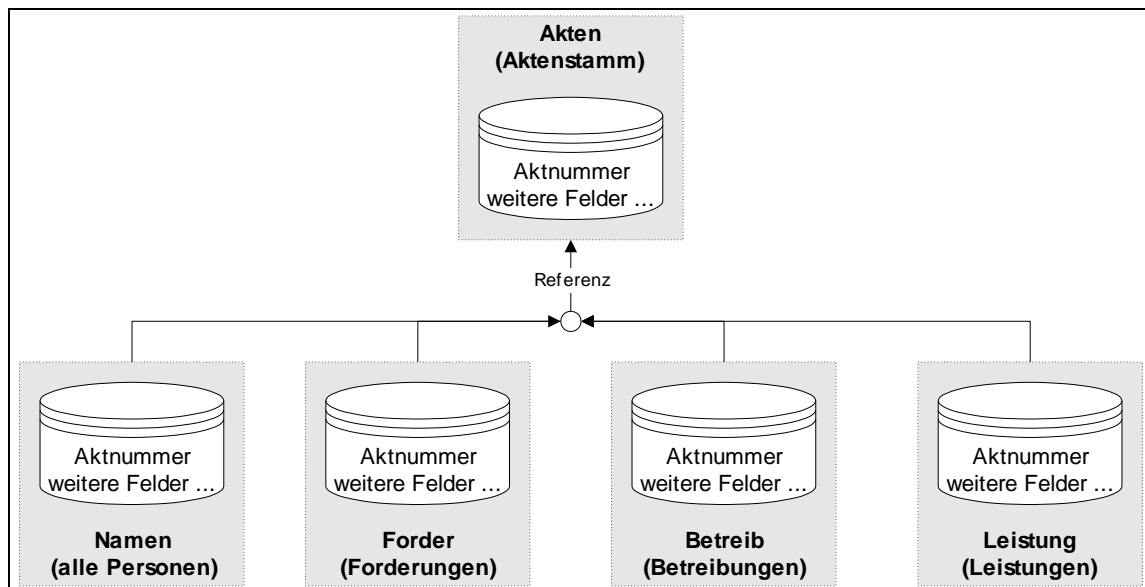 Akten
(Aktenstamm)
Aktnummer
weitere Felder …
Referenz
Aktnummer
weitere Felder …
Namen
(alle Personen)
Aktnummer
weitere Felder …
Forder
(Forderungen)
Aktnummer
weitere Felder …
Betreib
(Betreibungen)
Aktnummer
weitere Felder …
Leistung
(Leistungen)